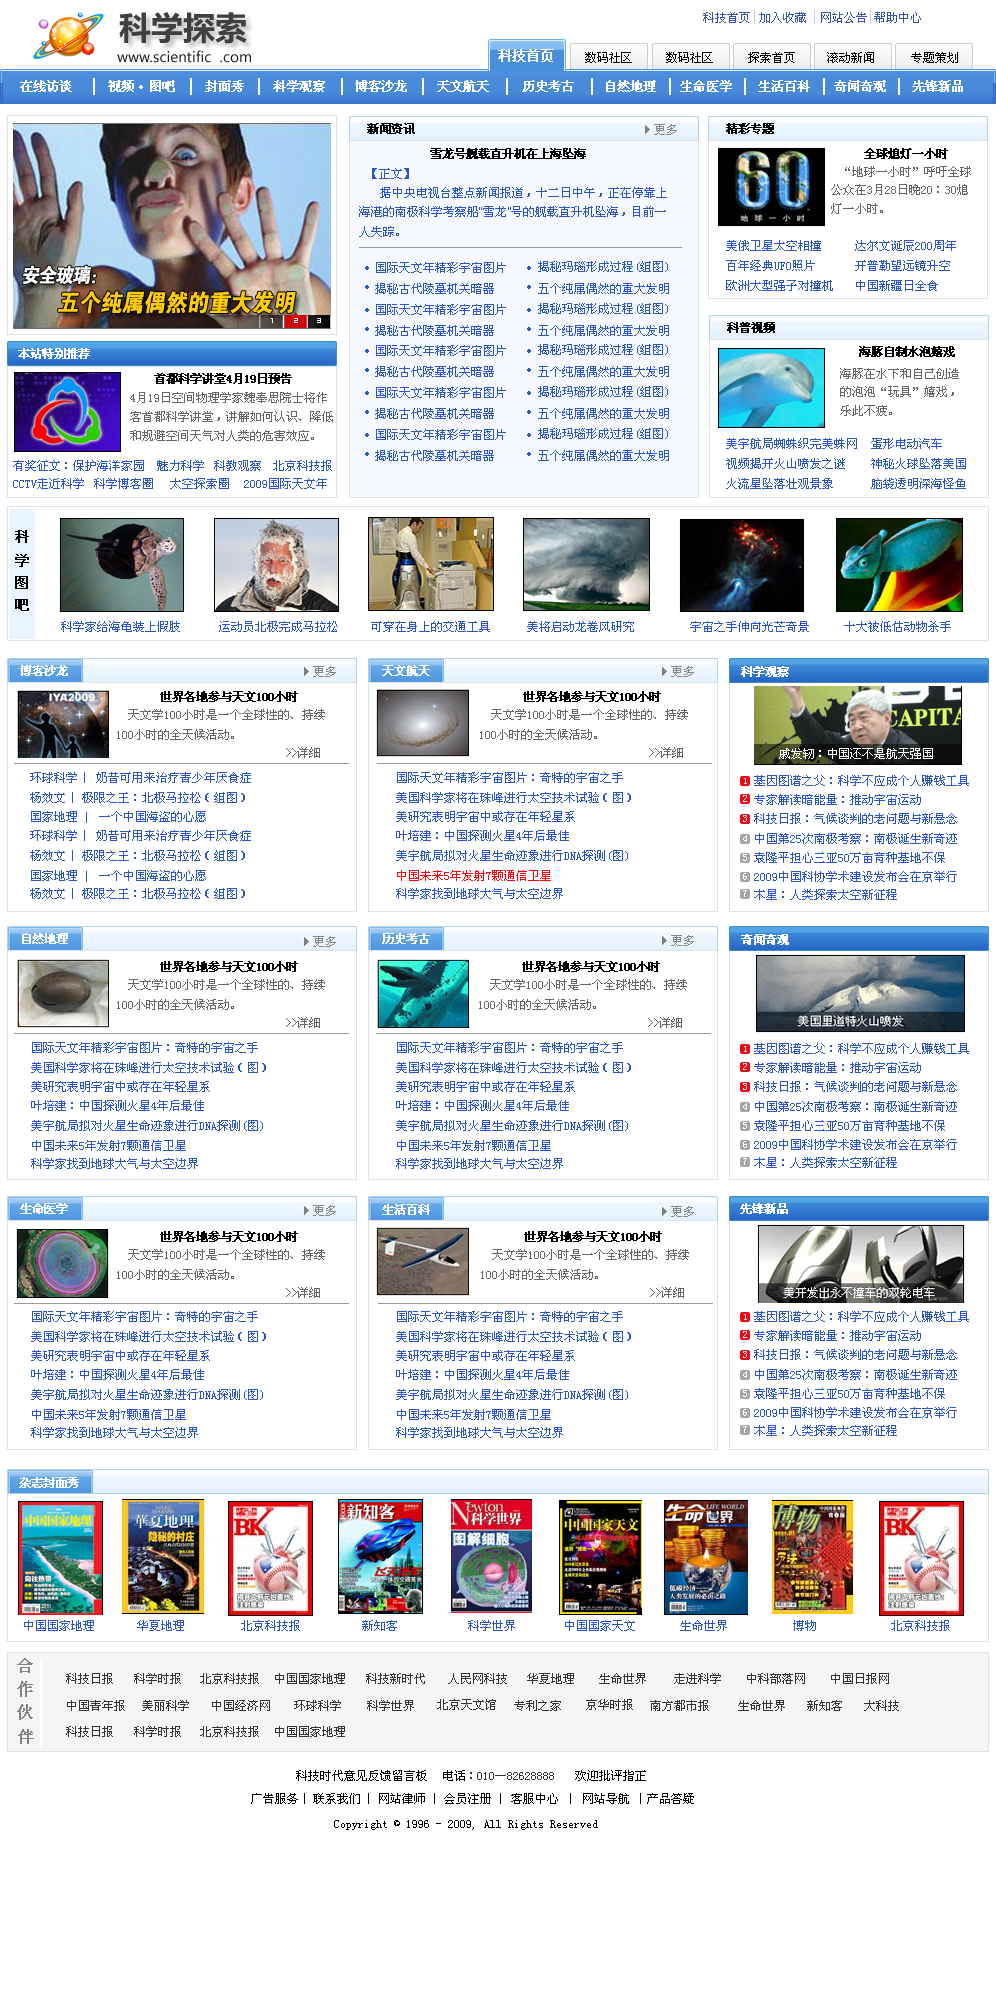 科技首页 加入收藏 网站公告 帮助中心
科学探索
www.scientific .com
科技首页 数码社区 数码社区 探索首页 滚动新闻 专题策划
在线访谈 视频·图吧 封面秀 科学观察 博客沙龙 天文航天 历史考古 自然地理 生命医学 生活百科 奇闻奇观 先锋新品
安全玻璃:
五个纯属偶然的重大发明
1 2 3
本站特别推荐
首都科学讲堂4月19日预告
4月19日空间物理学家魏奉思院士将作
客首都科学讲堂，讲解如何认识、降低
和规避空间天气对人类的危害效应。
有奖征文：保护海洋家园 魅力科学 科教观察 北京科技报
CCTV走近科学 科学博客圈 太空探索圈 2009国际天文年
新闻资讯
更多
雪龙号舰载直升机在上海坠海
【正文】
据中央电视台整点新闻报道，十二日中午，正在停靠上
海港的南极科学考察船"雪龙"号的舰载直升机坠海，目前一
人失踪。
国际天文年精彩宇宙图片 揭秘玛瑙形成过程(组图)
揭秘古代陵墓机关暗器 五个纯属偶然的重大发明
国际天文年精彩宇宙图片 揭秘玛瑙形成过程(组图)
揭秘古代陵墓机关暗器 五个纯属偶然的重大发明
国际天文年精彩宇宙图片 揭秘玛瑙形成过程(组图)
揭秘古代陵墓机关暗器 五个纯属偶然的重大发明
国际天文年精彩宇宙图片 揭秘玛瑙形成过程(组图)
揭秘古代陵墓机关暗器 五个纯属偶然的重大发明
国际天文年精彩宇宙图片 揭秘玛瑙形成过程(组图)
揭秘古代陵墓机关暗器 五个纯属偶然的重大发明
精彩专题
60
地球一小时
全球熄灯一小时
“地球一小时”呼吁全球
公众在3月28日晚20：30熄
灯一小时。
美俄卫星太空相撞 达尔文诞辰200周年
百年经典UFO照片 开普勒望远镜升空
欧洲大型强子对撞机 中国新疆日全食
科普视频
海豚自制水泡嬉戏
海豚在水下和自己创造
的泡泡“玩具”嬉戏，
乐此不疲。
美宇航局蜘蛛织完美蛛网 蛋形电动汽车
视频揭开火山喷发之谜 神秘火球坠落美国
火流星坠落壮观景象 脑袋透明深海怪鱼
科学图吧
科学家给海龟装上假肢 运动员北极完成马拉松 可穿在身上的交通工具 美将启动龙卷风研究 宇宙之手伸向光芒奇景 十大被低估动物杀手
博客沙龙
更多
IYA2009
世界各地参与天文100小时
天文学100小时是一个全球性的、持续
100小时的全天候活动。
>>详细
环球科学 | 奶昔可用来治疗青少年厌食症
杨效文 | 极限之王：北极马拉松（组图）
国家地理 | 一个中国海盗的心愿
环球科学 | 奶昔可用来治疗青少年厌食症
杨效文 | 极限之王：北极马拉松（组图）
国家地理 | 一个中国海盗的心愿
杨效文 | 极限之王：北极马拉松（组图）
天文航天
更多
世界各地参与天文100小时
天文学100小时是一个全球性的、持续
100小时的全天候活动。
>>详细
国际天文年精彩宇宙图片：奇特的宇宙之手
美国科学家将在珠峰进行太空技术试验（图）
美研究表明宇宙中或存在年轻星系
叶培建：中国探测火星4年后最佳
美宇航局拟对火星生命迹象进行DNA探测(图)
中国未来5年发射7颗通信卫星
科学家找到地球大气与太空边界
科学观察
CAPITA
戚发轫：中国还不是航天强国
1 基因图谱之父：科学不应成个人赚钱工具
2 专家解读暗能量：推动宇宙运动
3 科技日报：气候谈判的老问题与新悬念
4 中国第25次南极考察：南极诞生新奇迹
5 袁隆平担心三亚50万亩育种基地不保
6 2009中国科协学术建设发布会在京举行
7 木星：人类探索太空新征程
自然地理
更多
世界各地参与天文100小时
天文学100小时是一个全球性的、持续
100小时的全天候活动。
>>详细
国际天文年精彩宇宙图片：奇特的宇宙之手
美国科学家将在珠峰进行太空技术试验（图）
美研究表明宇宙中或存在年轻星系
叶培建：中国探测火星4年后最佳
美宇航局拟对火星生命迹象进行DNA探测(图)
中国未来5年发射7颗通信卫星
科学家找到地球大气与太空边界
历史考古
更多
世界各地参与天文100小时
天文学100小时是一个全球性的、持续
100小时的全天候活动。
>>详细
国际天文年精彩宇宙图片：奇特的宇宙之手
美国科学家将在珠峰进行太空技术试验（图）
美研究表明宇宙中或存在年轻星系
叶培建：中国探测火星4年后最佳
美宇航局拟对火星生命迹象进行DNA探测(图)
中国未来5年发射7颗通信卫星
科学家找到地球大气与太空边界
奇闻奇观
美国里道特火山喷发
1 基因图谱之父：科学不应成个人赚钱工具
2 专家解读暗能量：推动宇宙运动
3 科技日报：气候谈判的老问题与新悬念
4 中国第25次南极考察：南极诞生新奇迹
5 袁隆平担心三亚50万亩育种基地不保
6 2009中国科协学术建设发布会在京举行
7 木星：人类探索太空新征程
生命医学
更多
世界各地参与天文100小时
天文学100小时是一个全球性的、持续
100小时的全天候活动。
>>详细
国际天文年精彩宇宙图片：奇特的宇宙之手
美国科学家将在珠峰进行太空技术试验（图）
美研究表明宇宙中或存在年轻星系
叶培建：中国探测火星4年后最佳
美宇航局拟对火星生命迹象进行DNA探测(图)
中国未来5年发射7颗通信卫星
科学家找到地球大气与太空边界
生活百科
更多
世界各地参与天文100小时
天文学100小时是一个全球性的、持续
100小时的全天候活动。
>>详细
国际天文年精彩宇宙图片：奇特的宇宙之手
美国科学家将在珠峰进行太空技术试验（图）
美研究表明宇宙中或存在年轻星系
叶培建：中国探测火星4年后最佳
美宇航局拟对火星生命迹象进行DNA探测(图)
中国未来5年发射7颗通信卫星
科学家找到地球大气与太空边界
先锋新品
美开发出永不撞车的双轮电车
1 基因图谱之父：科学不应成个人赚钱工具
2 专家解读暗能量：推动宇宙运动
3 科技日报：气候谈判的老问题与新悬念
4 中国第25次南极考察：南极诞生新奇迹
5 袁隆平担心三亚50万亩育种基地不保
6 2009中国科协学术建设发布会在京举行
7 木星：人类探索太空新征程
杂志封面秀
中国国家地理 华夏地理 BK 新知客 Newton科学世界 中国国家天文 生命世界 博物 BK
隐秘的村庄 图解细胞
中国国家地理 华夏地理 北京科技报 新知客 科学世界 中国国家天文 生命世界 博物 北京科技报
合作伙伴
科技日报 科学时报 北京科技报 中国国家地理 科技新时代 人民网科技 华夏地理 生命世界 走进科学 中科部落网 中国日报网
中国青年报 美丽科学 中国经济网 环球科学 科学世界 北京天文馆 专利之家 京华时报 南方都市报 生命世界 新知客 大科技
科技日报 科学时报 北京科技报 中国国家地理
科技时代意见反馈留言板 电话：010—82628888 欢迎批评指正
广告服务 | 联系我们 | 网站律师 | 会员注册 | 客服中心 | 网站导航 | 产品答疑
Copyright © 1996 - 2009, All Rights Reserved